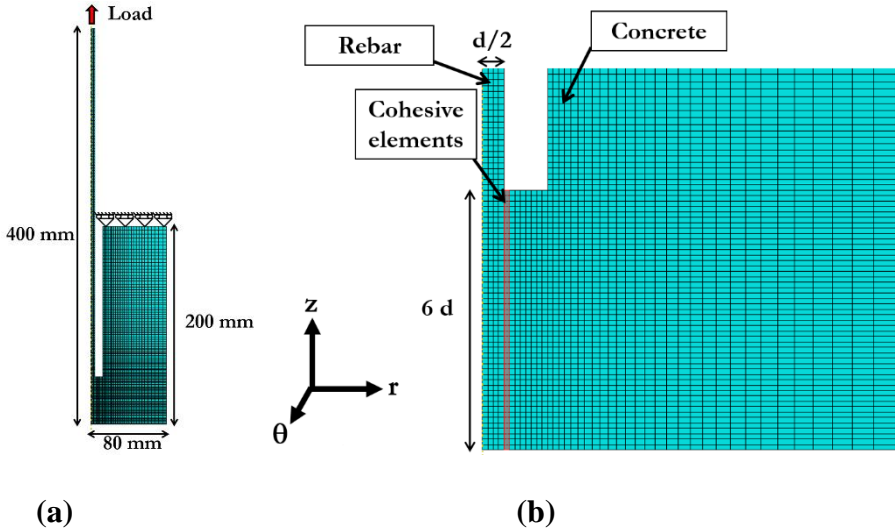 Load
400 mm
200 mm
80 mm
z
r
θ
(a)
Rebar
d/2
Concrete
Cohesive
elements
6 d
(b)